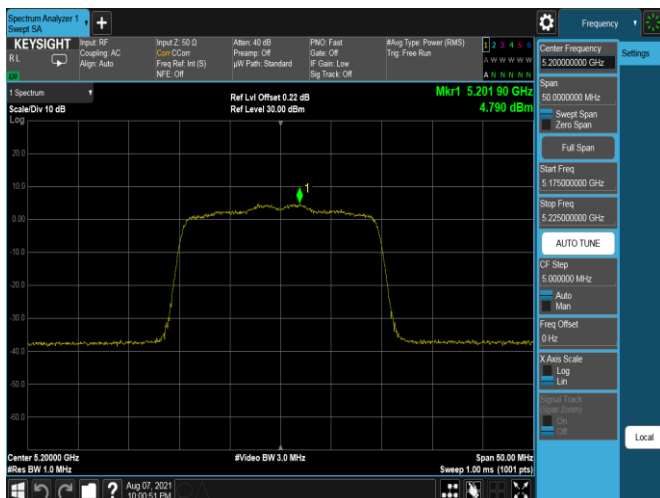 Spectrum Analyzer 1
Swept SA
Frequency
KEYSIGHT
R L
LXI
Input: RF
Coupling: AC
Align: Auto
Input Z: 50 Ω
Corr CCorr
Freq Ref: Int (S)
NFE: Off
Atten: 40 dB
Preamp: Off
µW Path: Standard
PNO: Fast
Gate: Off
IF Gain: Low
Sig Track: Off
#Avg Type: Power (RMS)
Trig: Free Run
1 2 3 4 5 6
A W W W W W
A N N N N N
1 Spectrum
Scale/Div 10 dB
Log
Ref Lvl Offset 0.22 dB
Ref Level 30.00 dBm
Mkr1 5.201 90 GHz
4.790 dBm
1
20.0
10.0
0.00
-10.0
-20.0
-30.0
-40.0
-50.0
-60.0
Center 5.20000 GHz
#Res BW 1.0 MHz
#Video BW 3.0 MHz
Span 50.00 MHz
Sweep 1.00 ms (1001 pts)
Aug 07, 2021
10:00:51 PM
?
Center Frequency
5.200000000 GHz
Settings
Span
50.0000000 MHz
Swept Span
Zero Span
Full Span
Start Freq
5.175000000 GHz
Stop Freq
5.225000000 GHz
AUTO TUNE
CF Step
5.000000 MHz
Auto
Man
Freq Offset
0 Hz
X Axis Scale
Log
Lin
Signal Track
(Span Zoom)
On
Off
Local